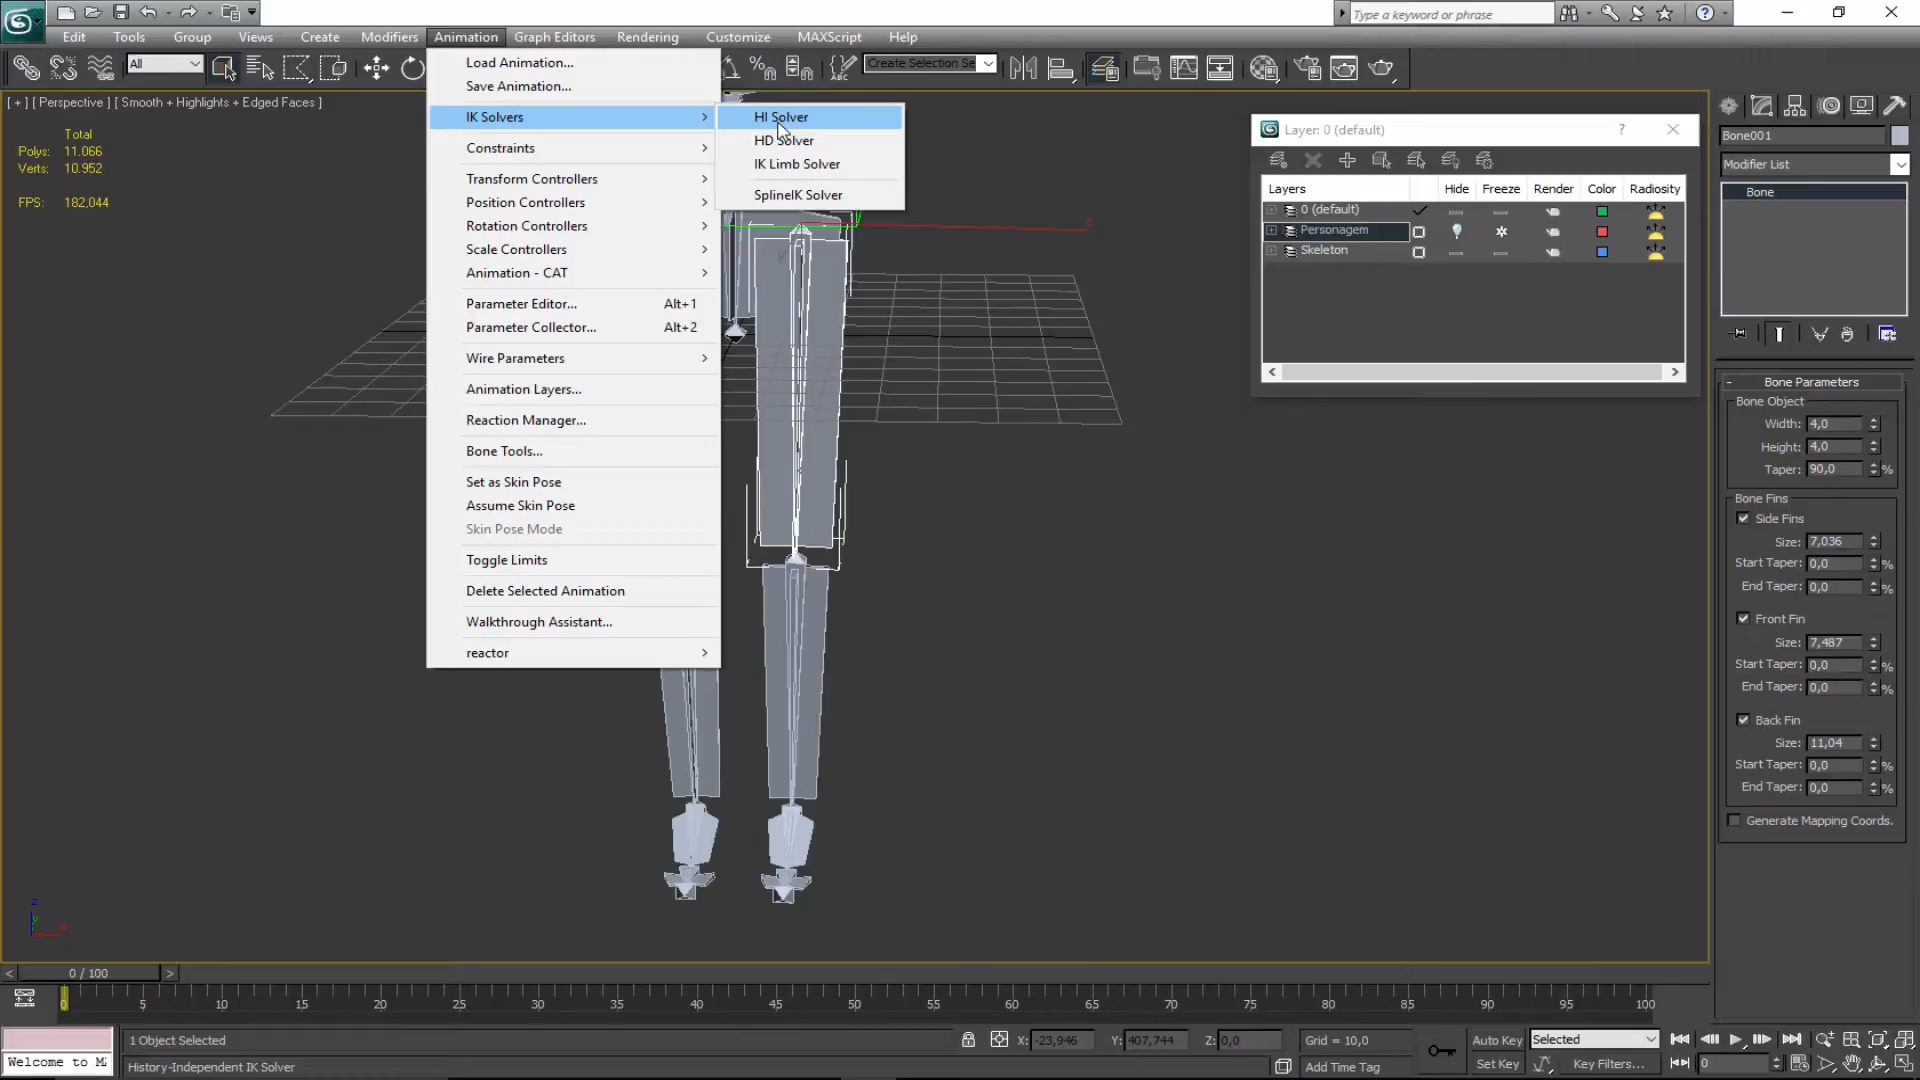 Type a keyword or phrase
Edit Tools Group Views Create Modifiers Animation Graph Editors Rendering Customize MAXScript Help
All
Create Selection Se
[ + ] [ Perspective ] [ Smooth + Highlights + Edged Faces ]
Total
Polys: 11.066
Verts: 10.952
FPS: 182,044
Load Animation...
Save Animation...
IK Solvers
Constraints
Transform Controllers
Position Controllers
Rotation Controllers
Scale Controllers
Animation - CAT
Parameter Editor... Alt+1
Parameter Collector... Alt+2
Wire Parameters
Animation Layers...
Reaction Manager...
Bone Tools...
Set as Skin Pose
Assume Skin Pose
Skin Pose Mode
Toggle Limits
Delete Selected Animation
Walkthrough Assistant...
reactor
HI Solver
HD Solver
IK Limb Solver
SplineIK Solver
Layer: 0 (default)
Layers Hide Freeze Render Color Radiosity
0 (default)
Personagem
Skeleton
Bone001
Modifier List
Bone
Bone Parameters
Bone Object
Width: 4,0
Height: 4,0
Taper: 90,0 %
Bone Fins
Side Fins
Size: 7,036
Start Taper: 0,0 %
End Taper: 0,0 %
Front Fin
Size: 7,487
Start Taper: 0,0 %
End Taper: 0,0 %
Back Fin
Size: 11,04
Start Taper: 0,0 %
End Taper: 0,0 %
Generate Mapping Coords.
z
y
x
< 0 / 100 >
0 5 10 15 20 25 30 35 40 45 50 55 60 65 70 75 80 85 90 95 100
1 Object Selected
X: -23,946 Y: 407,744 Z: 0,0 Grid = 10,0
Auto Key Selected
Welcome to M
History-Independent IK Solver
Add Time Tag
Set Key Key Filters... 0